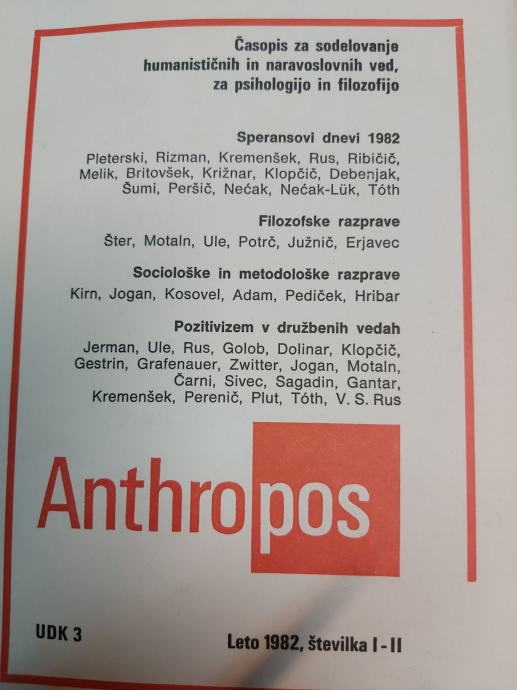 Časopis za sodelovanje
humanističnih in naravoslovnih ved,
za psihologijo in filozofijo
Speransovi dnevi 1982
Pleterski, Rizman, Kremenšek, Rus, Ribičič,
Melik, Britovšek, Križnar, Klopčič, Debenjak,
Šumi, Peršič, Nećak, Nećak-Lük, Tóth
Filozofske razprave
Šter, Motaln, Ule, Potrč, Južnič, Erjavec
Sociološke in metodološke razprave
Kirn, Jogan, Kosovel, Adam, Pediček, Hribar
Pozitivizem v družbenih vedah
Jerman, Ule, Rus, Golob, Dolinar, Klopčič,
Gestrin, Grafenauer, Zwitter, Jogan, Motaln,
Čarni, Sivec, Sagadin, Gantar,
Kremenšek, Perenič, Plut, Tóth, V. S. Rus
Anthropos
UDK 3
Leto 1982, številka I-II